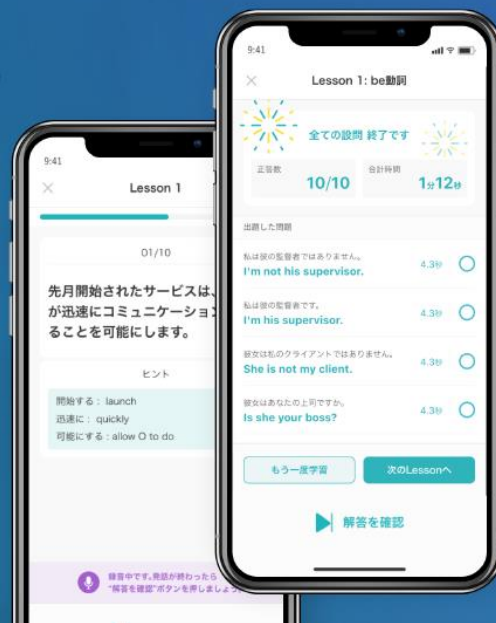 9:41
Lesson 1
01/10
先月開始されたサービスは、
が迅速にコミュニケーション
ることを可能にします。
ヒント
開始する： launch
迅速に： quickly
可能にする : allow O to do
録音中です。発話が終わったら
"解答を確認"ボタンを押しましょう。
9:41
Lesson 1: be動詞
全ての設問 終了です
正答数
10/10
合計時間
1分12秒
出題した問題
私は彼の監督者ではありません。
I'm not his supervisor.
4.3秒
私は彼の監督者です。
I'm his supervisor.
4.3秒
彼女は私のクライアントではありません。
She is not my client.
4.3秒
彼女はあなたの上司ですか。
Is she your boss?
4.3秒
もう一度学習
次のLessonへ
解答を確認